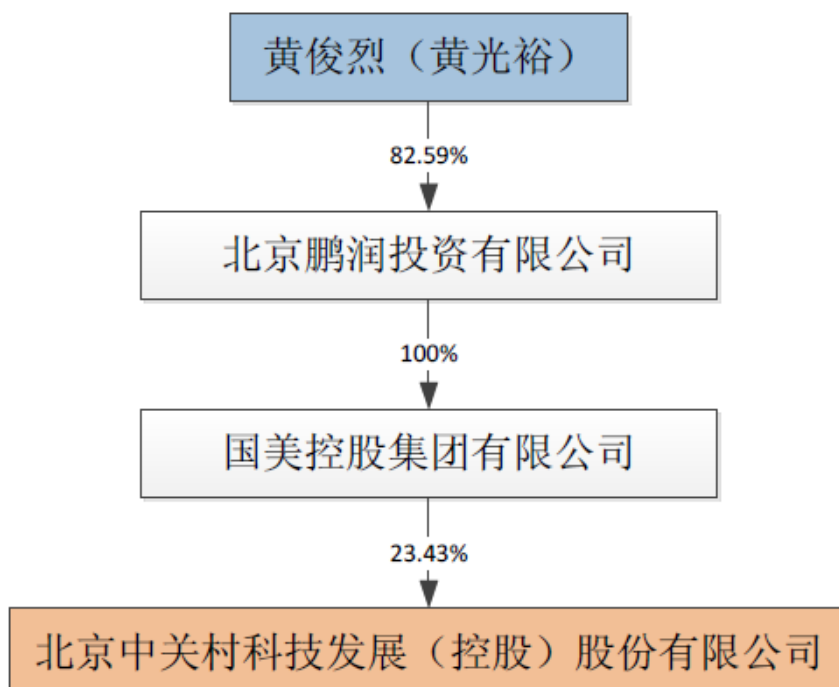 黄俊烈（黄光裕）
82.59%
北京鹏润投资有限公司
100%
国美控股集团有限公司
23.43%
北京中关村科技发展（控股）股份有限公司